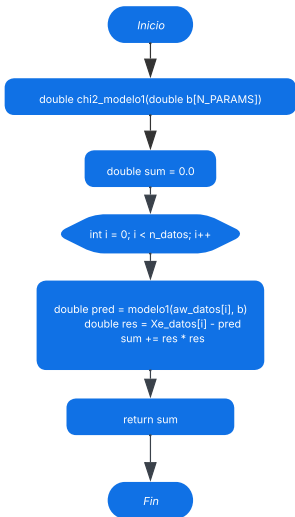 Inicio
double chi2_modelo1(double b[N_PARAMS])
double sum = 0.0
int i = 0; i < n_datos; i++
double pred = modelo1(aw_datos[i], b)
double res = Xe_datos[i] - pred
sum += res * res
return sum
Fin